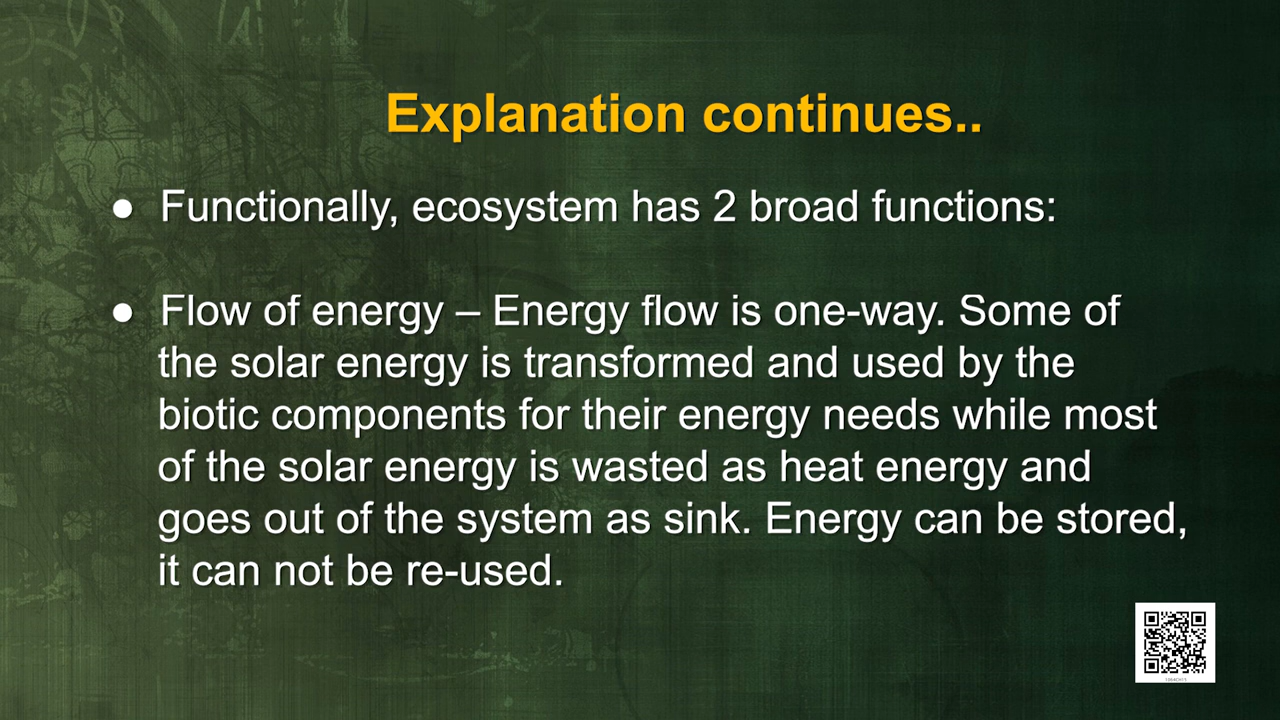 Explanation continues..
● Functionally, ecosystem has 2 broad functions:
● Flow of energy – Energy flow is one-way. Some of
the solar energy is transformed and used by the
biotic components for their energy needs while most
of the solar energy is wasted as heat energy and
goes out of the system as sink. Energy can be stored,
it can not be re-used.